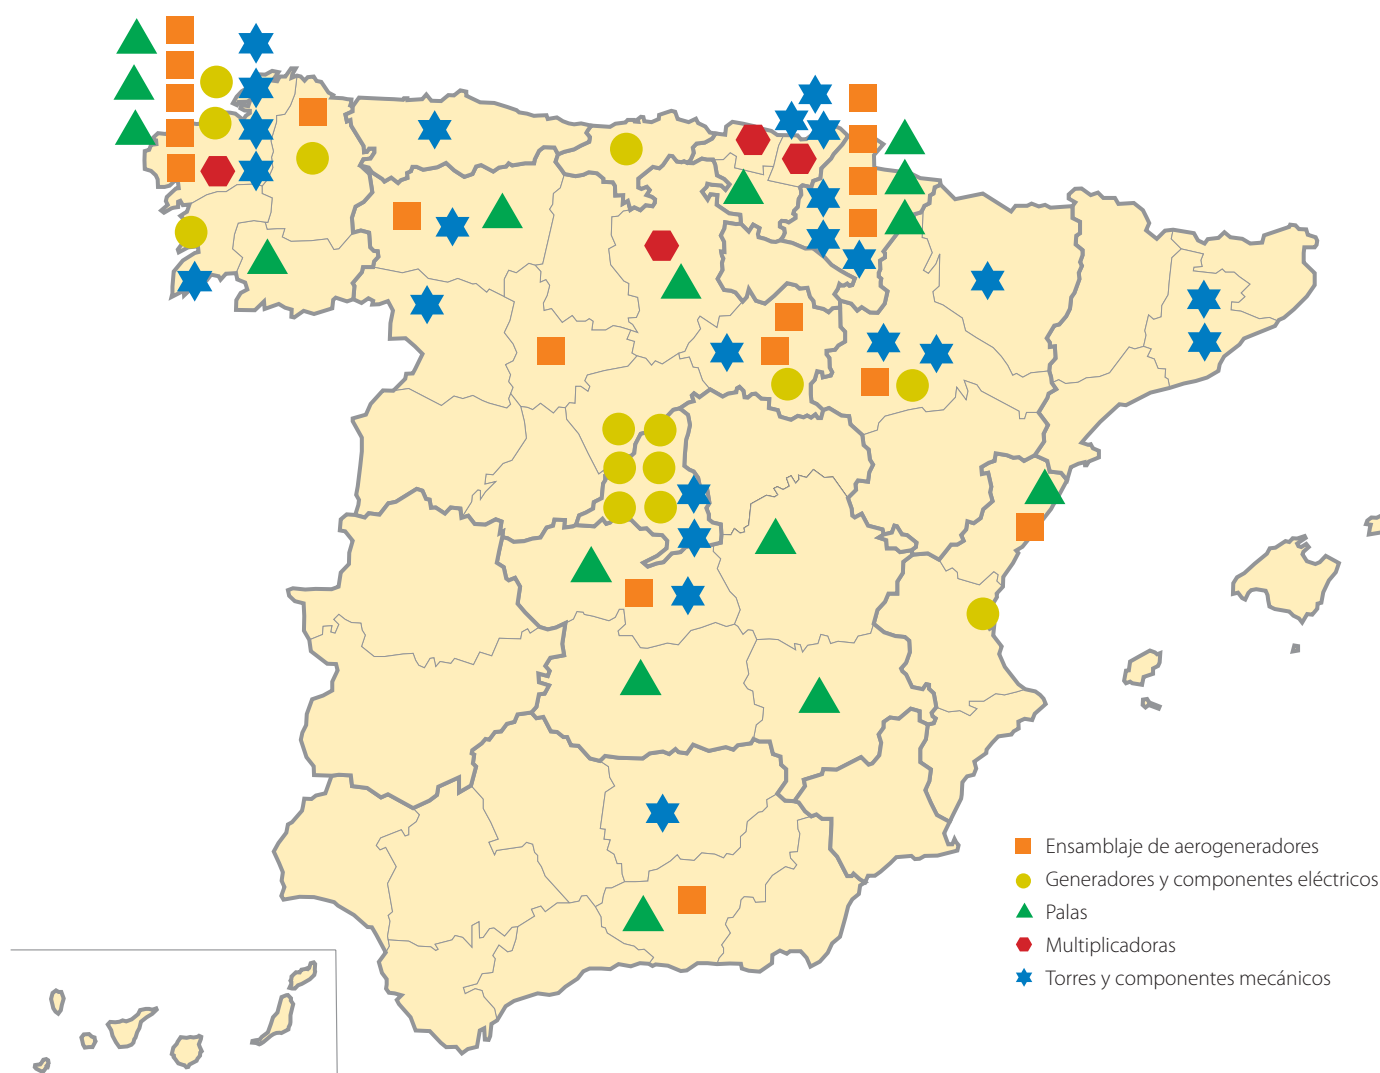 Ensamblaje de aerogeneradores
Generadores y componentes eléctricos
Palas
Multiplicadoras
Torres y componentes mecánicos